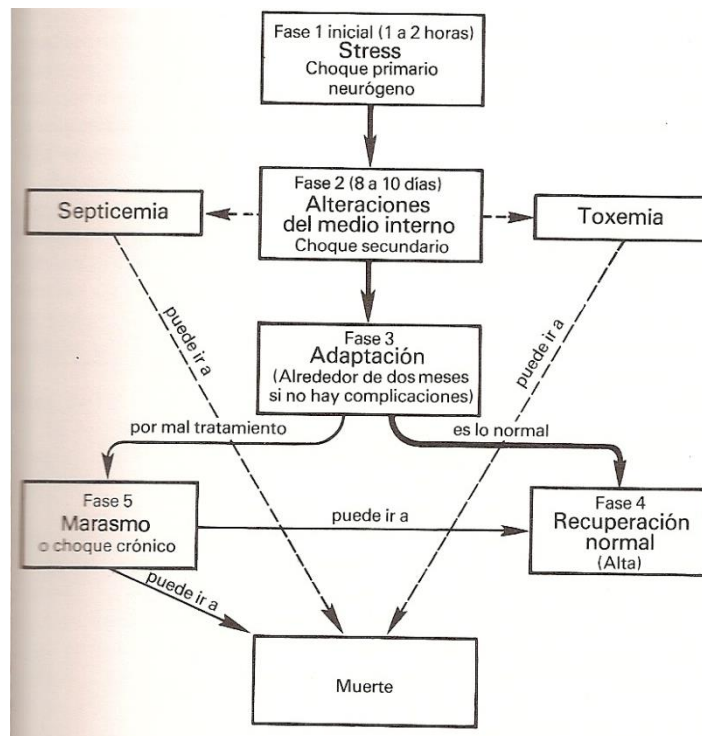 Fase 1 inicial (1 a 2 horas)
Stress
Choque primario
neurógeno
Fase 2 (8 a 10 días)
Alteraciones
del medio interno
Choque secundario
Septicemia
Toxemia
puede ir a
puede ir a
Fase 3
Adaptación
(Alrededor de dos meses
si no hay complicaciones)
por mal tratamiento
es lo normal
Fase 5
Marasmo
o choque crónico
puede ir a
Fase 4
Recuperación
normal
(Alta)
puede ir a
Muerte